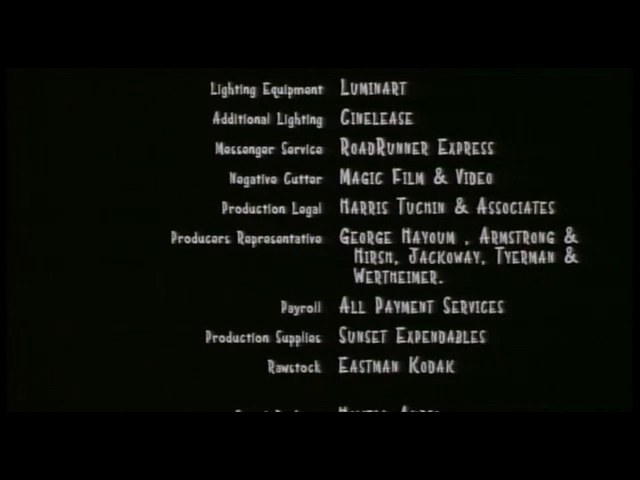 Lighting Equipment LUMINART
Additional Lighting CINELEASE
Messenger Service ROADRUNNER EXPRESS
Negative Cutter MAGIC FILM & VIDEO
Production Legal HARRIS TUCHIN & ASSOCIATES
Producers Representative GEORGE HAYOUM , ARMSTRONG &
HIRSH, JACKOWAY, TYERMAN &
WERTHEIMER.
Payroll ALL PAYMENT SERVICES
Production Supplies SUNSET EXPENDABLES
Rawstock EASTMAN KODAK